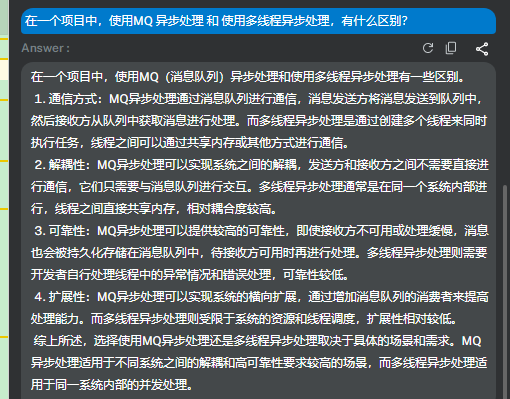 在一个项目中，使用MQ 异步处理 和 使用多线程异步处理，有什么区别？
Answer :
在一个项目中，使用MQ（消息队列）异步处理和使用多线程异步处理有一些区别。
1. 通信方式：MQ异步处理通过消息队列进行通信，消息发送方将消息发送到队列中，
然后接收方从队列中获取消息进行处理。而多线程异步处理是通过创建多个线程来同时
执行任务，线程之间可以通过共享内存或其他方式进行通信。
2. 解耦性：MQ异步处理可以实现系统之间的解耦，发送方和接收方之间不需要直接进
行通信，它们只需要与消息队列进行交互。多线程异步处理通常是在同一个系统内部进
行，线程之间直接共享内存，相对耦合度较高。
3. 可靠性：MQ异步处理可以提供较高的可靠性，即使接收方不可用或处理缓慢，消息
也会被持久化存储在消息队列中，待接收方可用时再进行处理。多线程异步处理则需要
开发者自行处理线程中的异常情况和错误处理，可靠性较低。
4. 扩展性：MQ异步处理可以实现系统的横向扩展，通过增加消息队列的消费者来提高
处理能力。而多线程异步处理则受限于系统的资源和线程调度，扩展性相对较低。
综上所述，选择使用MQ异步处理还是多线程异步处理取决于具体的场景和需求。MQ
异步处理适用于不同系统之间的解耦和高可靠性要求较高的场景，而多线程异步处理适
用于同一系统内部的并发处理。